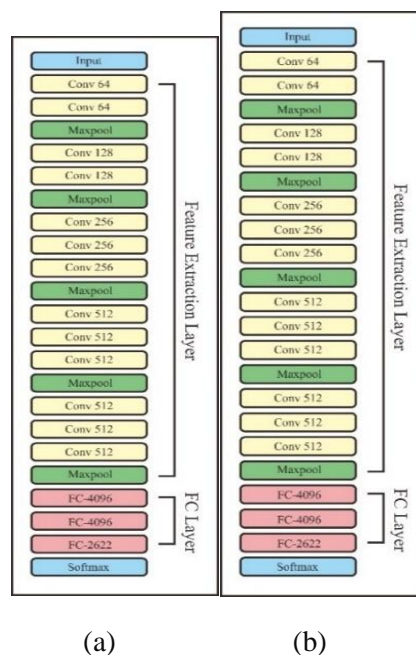 Input
Conv 64
Conv 64
Maxpool
Conv 128
Conv 128
Maxpool
Conv 256
Conv 256
Conv 256
Maxpool
Conv 512
Conv 512
Conv 512
Maxpool
Conv 512
Conv 512
Conv 512
Maxpool
FC-4096
FC-4096
FC-2622
Softmax
Feature Extraction Layer
FC Layer
(a)
Input
Conv 64
Conv 64
Maxpool
Conv 128
Conv 128
Maxpool
Conv 256
Conv 256
Conv 256
Maxpool
Conv 512
Conv 512
Conv 512
Maxpool
Conv 512
Conv 512
Conv 512
Maxpool
FC-4096
FC-4096
FC-2622
Softmax
Feature Extraction Layer
FC Layer
(b)